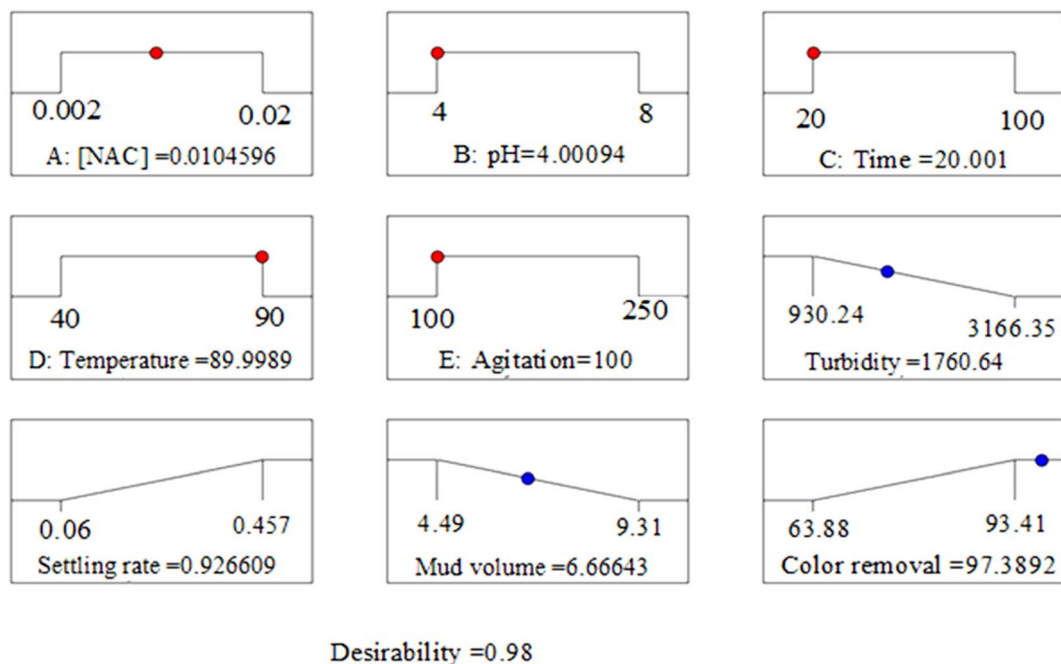 0.002
0.02
A: [NAC] =0.0104596
4
8
B: pH=4.00094
20
100
C: Time =20.001
40
90
D: Temperature =89.9989
100
250
E: Agitation=100
930.24
3166.35
Turbidity =1760.64
0.06
0.457
Settling rate =0.926609
4.49
9.31
Mud volume =6.66643
63.88
93.41
Color removal =97.3892
Desirability =0.98